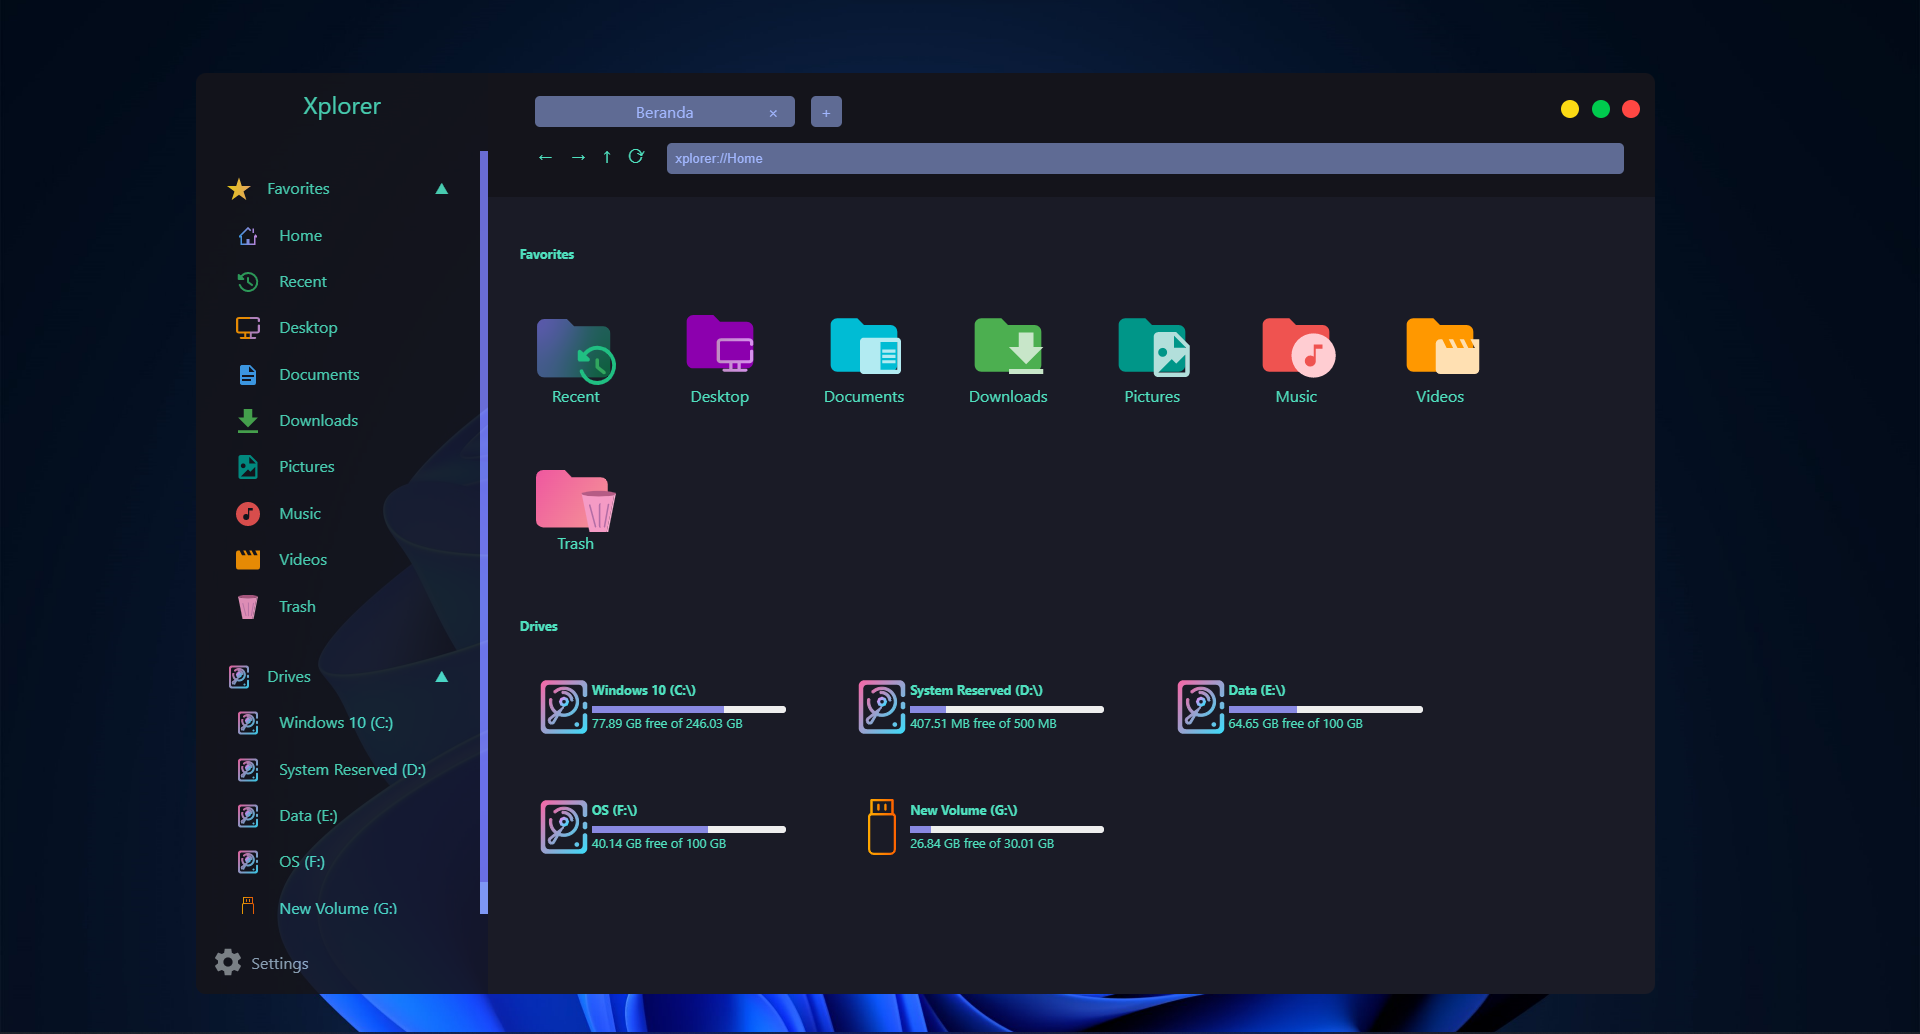 Xplorer
Favorites
Home
Recent
Desktop
Documents
Downloads
Pictures
Music
Videos
Trash
Drives
Windows 10 (C:)
System Reserved (D:)
Data (E:)
OS (F:)
New Volume (G:)
Settings
Beranda × +
← → ↑ xplorer://Home
Favorites
Recent Desktop Documents Downloads Pictures Music Videos
Trash
Drives
Windows 10 (C:\)
77.89 GB free of 246.03 GB
System Reserved (D:\)
407.51 MB free of 500 MB
Data (E:\)
64.65 GB free of 100 GB
OS (F:\)
40.14 GB free of 100 GB
New Volume (G:\)
26.84 GB free of 30.01 GB